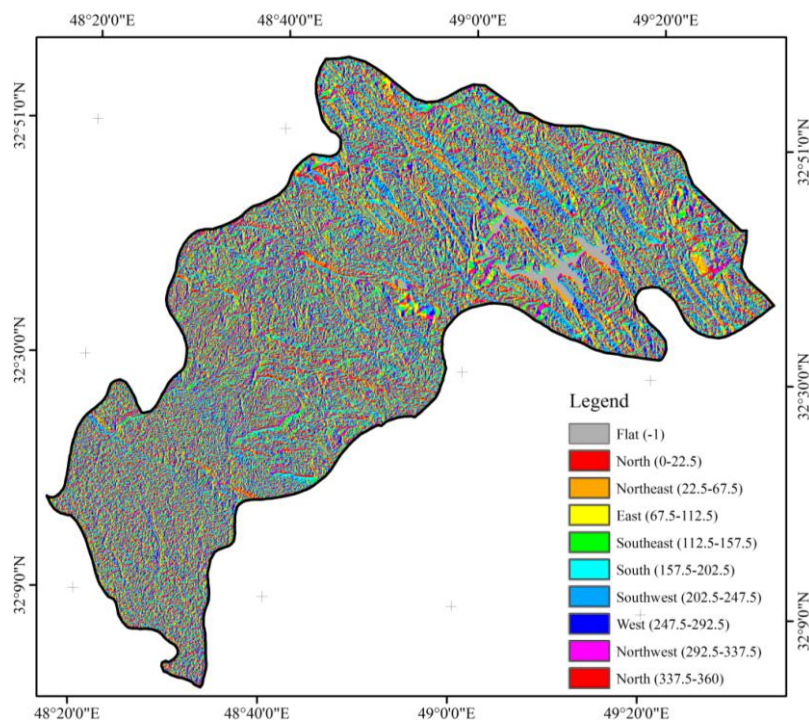 48°20'0"E 48°40'0"E 49°0'0"E 49°20'0"E
32°51'0"N
32°51'0"N
32°30'0"N
32°30'0"N
32°9'0"N
32°9'0"N
Legend
Flat (-1)
North (0-22.5)
Northeast (22.5-67.5)
East (67.5-112.5)
Southeast (112.5-157.5)
South (157.5-202.5)
Southwest (202.5-247.5)
West (247.5-292.5)
Northwest (292.5-337.5)
North (337.5-360)
48°20'0"E 48°40'0"E 49°0'0"E 49°20'0"E